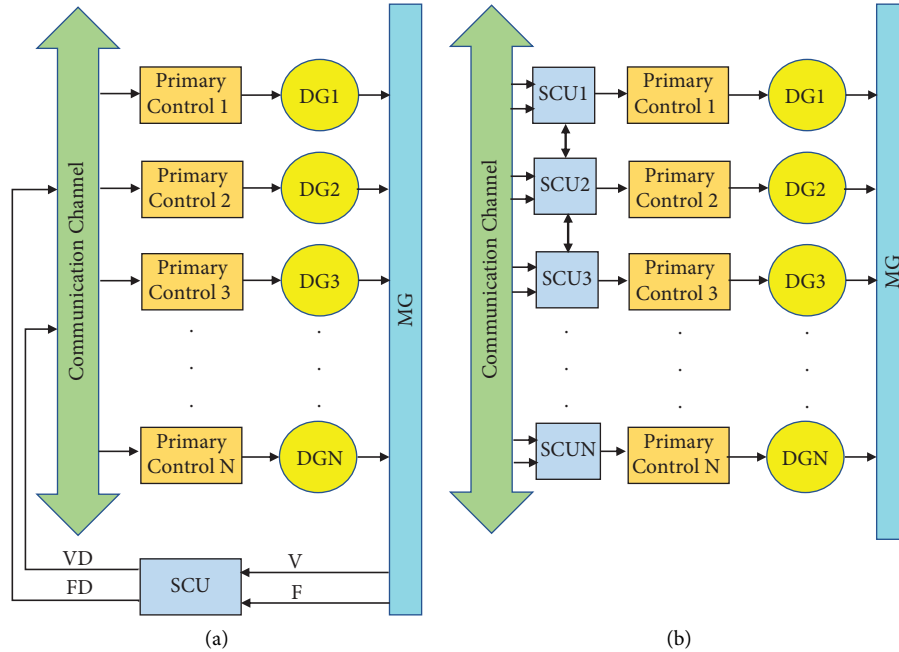 Communication Channel
Primary
Control 1
DG1
Primary
Control 2
DG2
Primary
Control 3
DG3
Primary
Control N
DGN
MG
VD
FD
SCU
V
F
(a)
Communication Channel
SCU1
Primary
Control 1
DG1
SCU2
Primary
Control 2
DG2
SCU3
Primary
Control 3
DG3
SCUN
Primary
Control N
DGN
MG
(b)